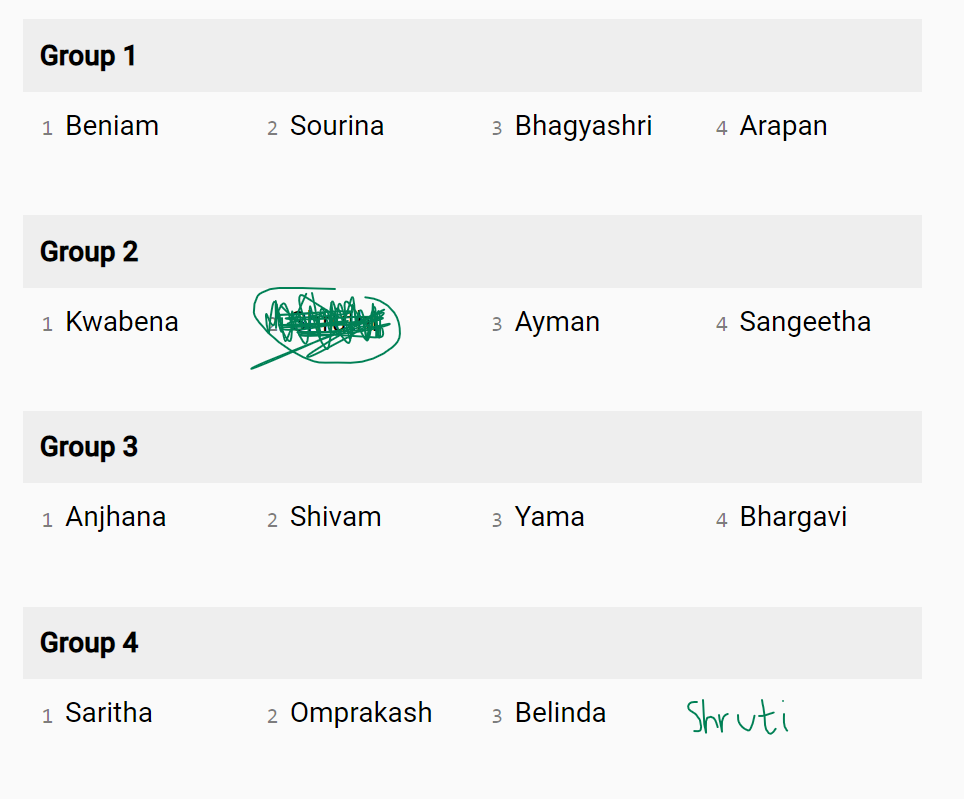 Group 1
1 Beniam 2 Sourina 3 Bhagyashri 4 Arapan
Group 2
1 Kwabena 3 Ayman 4 Sangeetha
Group 3
1 Anjhana 2 Shivam 3 Yama 4 Bhargavi
Group 4
1 Saritha 2 Omprakash 3 Belinda Shruti